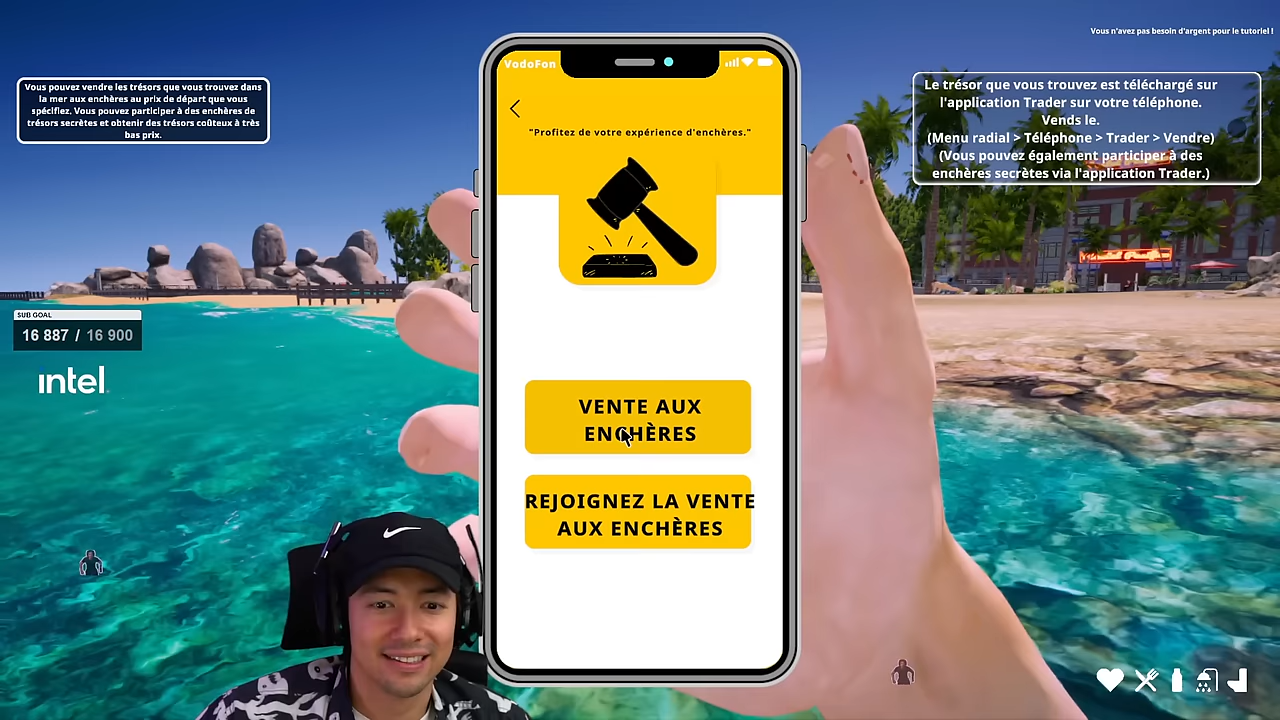 Vous n'avez pas besoin d'argent pour le tutoriel !
Vous pouvez vendre les trésors que vous trouvez dans
la mer aux enchères au prix de départ que vous
spécifiez. Vous pouvez participer à des enchères de
trésors secrètes et obtenir des trésors coûteux à très
bas prix.
Le trésor que vous trouvez est téléchargé sur
l'application Trader sur votre téléphone.
Vends le.
(Menu radial > Téléphone > Trader > Vendre)
(Vous pouvez également participer à des
enchères secrètes via l'application Trader.)
VodoFon
"Profitez de votre expérience d'enchères."
SUB GOAL
16 887 / 16 900
intel
VENTE AUX
ENCHÈRES
REJOIGNEZ LA VENTE
AUX ENCHÈRES